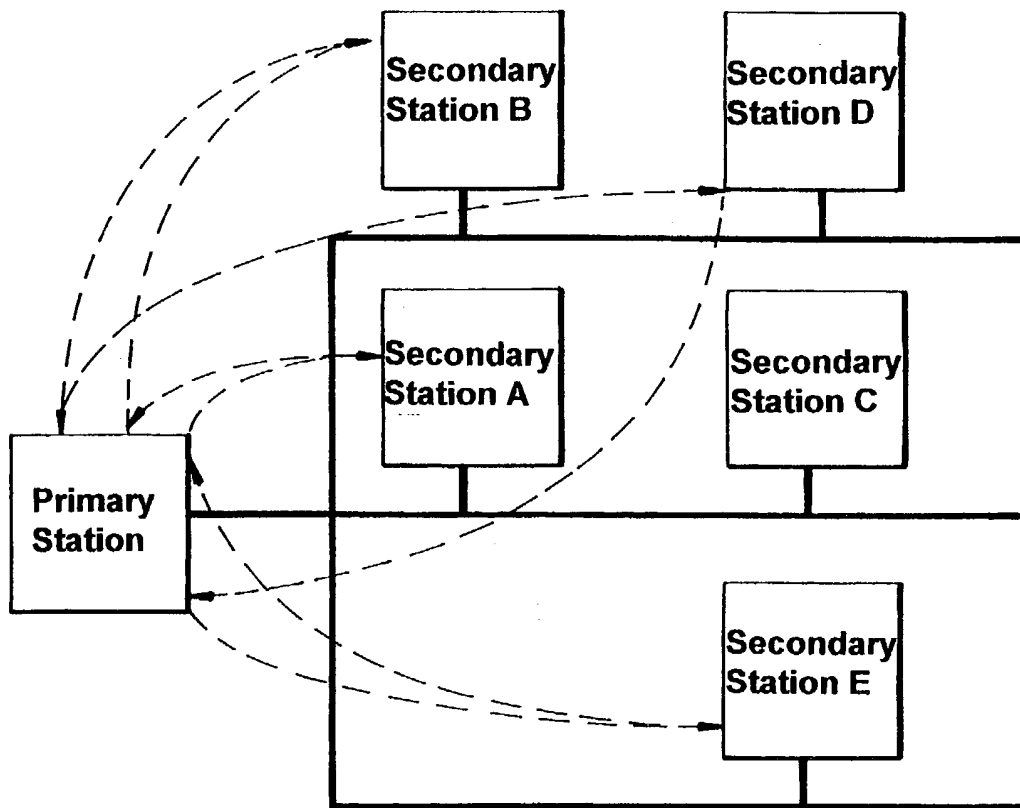 Secondary
Station B
Secondary
Station D
Secondary
Station A
Secondary
Station C
Primary
Station
Secondary
Station E